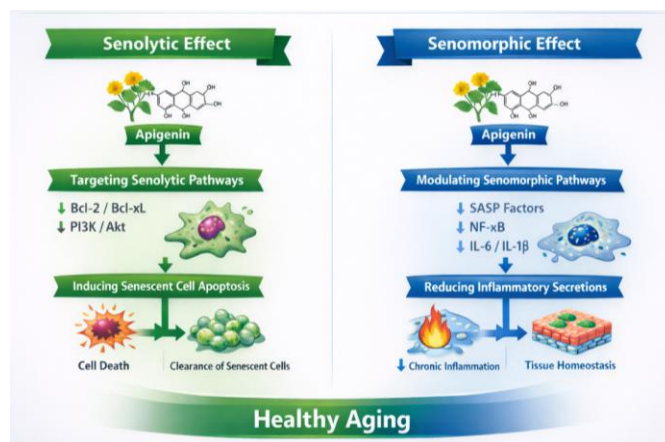 Senolytic Effect
Apigenin
Targeting Senolytic Pathways
↓ Bcl-2 / Bcl-xL
↓ PI3K / Akt
Inducing Senescent Cell Apoptosis
Cell Death
Clearance of Senescent Cells
Senomorphic Effect
Apigenin
Modulating Senomorphic Pathways
↓ SASP Factors
↓ NF-xB
↓ IL-6 / IL-1β
Reducing Inflammatory Secretions
↓ Chronic Inflammation
Tissue Homeostasis
Healthy Aging